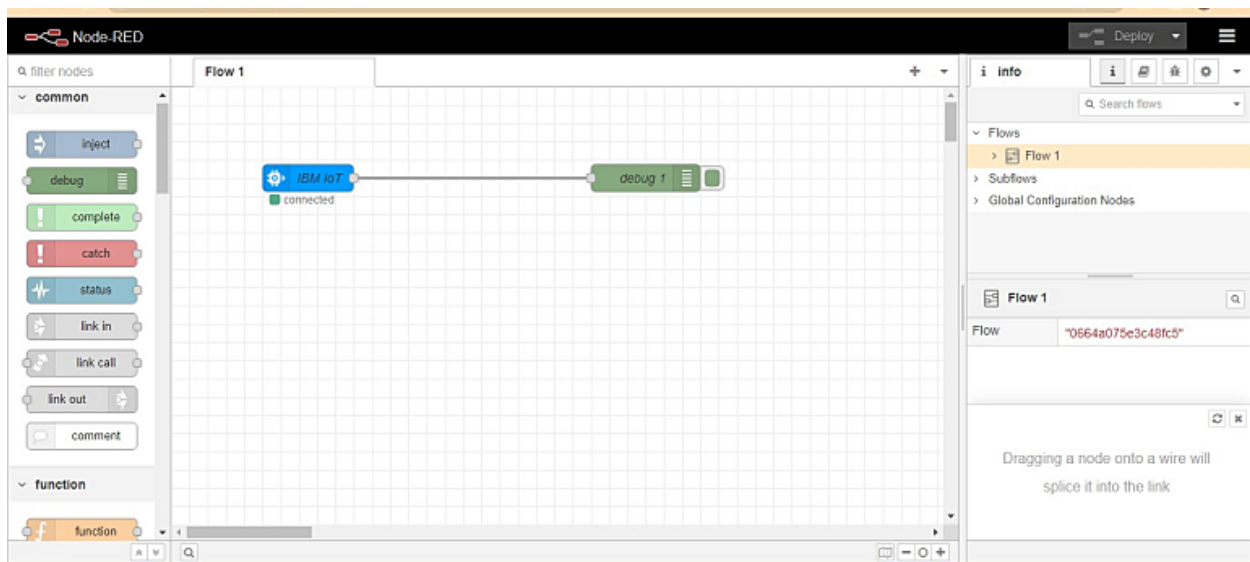 Node-RED
Deploy
filter nodes
Flow 1
i info
i
common
Search flows
inject
debug
complete
catch
status
link in
link call
link out
comment
function
function
IBM IoT
connected
debug 1
Flows
Flow 1
Subflows
Global Configuration Nodes
Flow 1
Flow
"0664a075e3c48fc5"
Dragging a node onto a wire will
splice it into the link